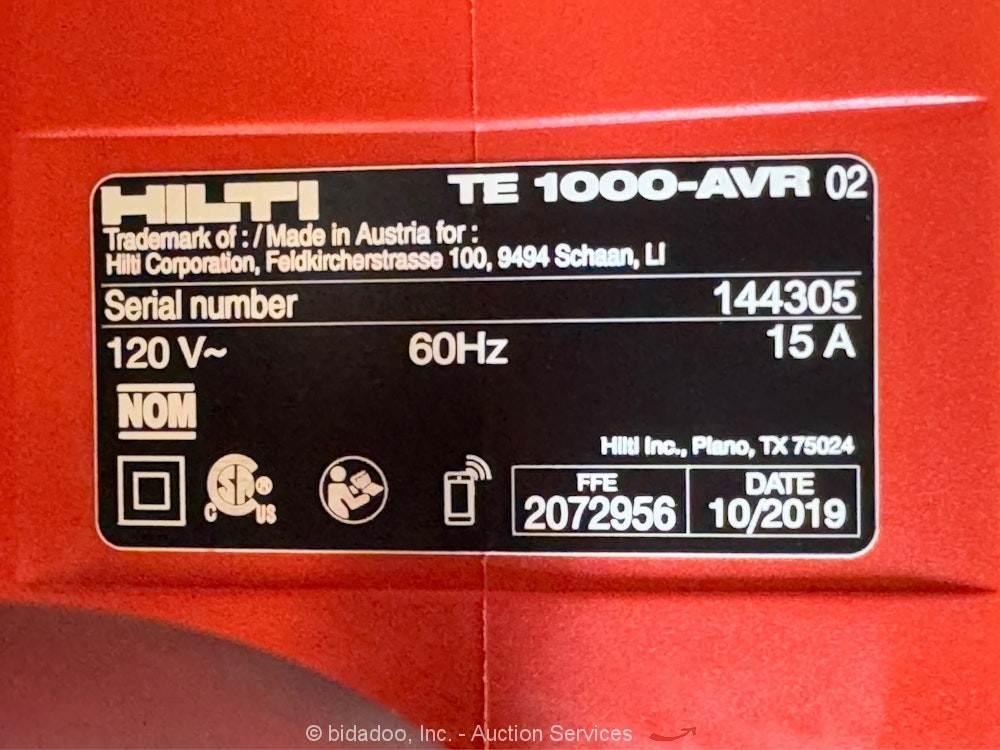 HILTI TE 1000-AVR 02
Trademark of : / Made in Austria for :
Hilti Corporation, Feldkircherstrasse 100, 9494 Schaan, LI
Serial number 144305
120 V~ 60Hz 15 A
NOM
Hilti Inc., Plano, TX 75024
C SA ® US
FFE DATE
2072956 10/2019
© bidadoo, Inc. - Auction Services